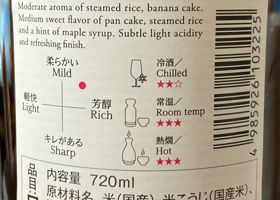 Moderate aroma of steamed rice, banana cake.
Medium sweet flavor of pan cake, steamed rice
and a hint of maple syrup. Subtle light acidity
and refreshing finish.
柔らかい
Mild
軽快
Light
芳醇
Rich
キレがある
Sharp
冷酒/
Chilled
★★☆
常温/
Room temp
★★★
熱燗/
Hot
★★★
4985926103225
品目
内容量 720ml
原材料名 米(国産)、米こうじ(国産米)、